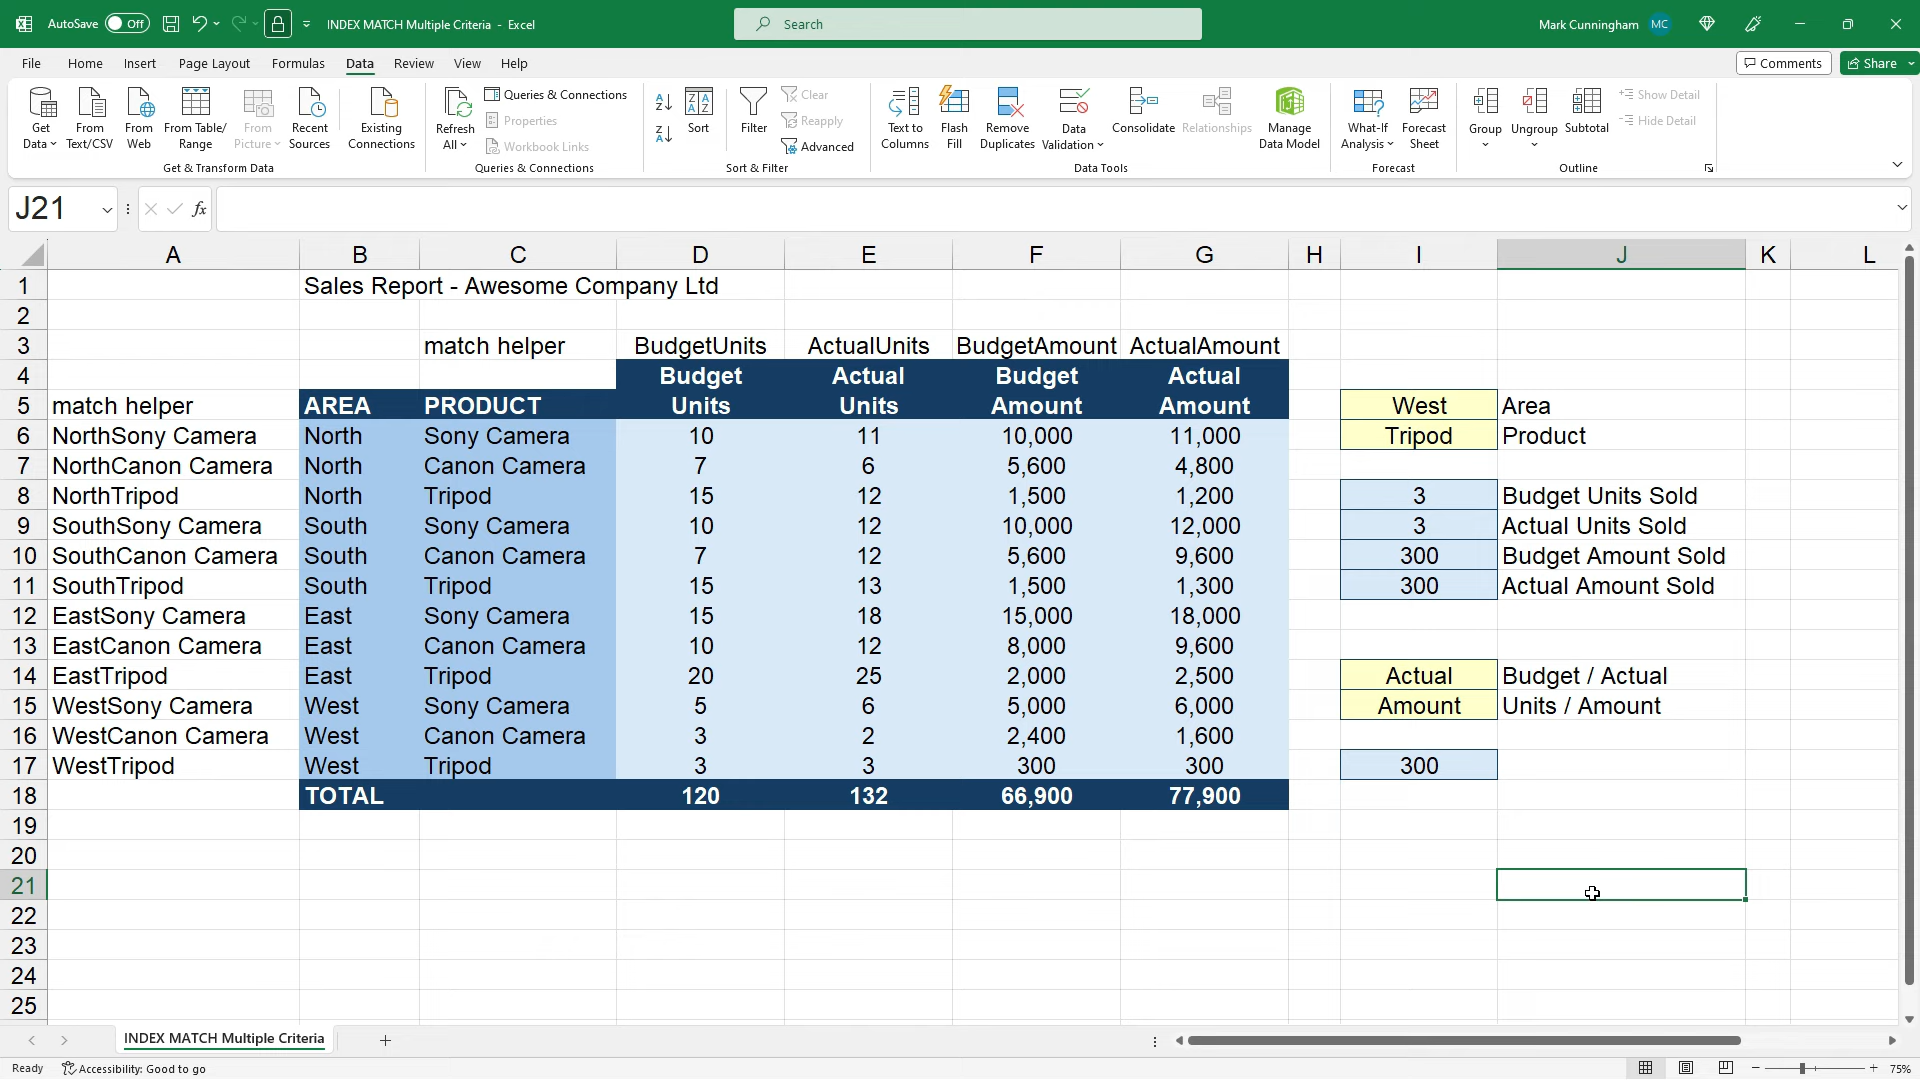 AutoSave Off INDEX MATCH Multiple Criteria - Excel Search Mark Cunningham MC
File Home Insert Page Layout Formulas Data Review View Help Comments Share
Get Data From Text/CSV From Web From Table/ Range From Picture Recent Sources Existing Connections
Get & Transform Data
Refresh All Queries & Connections Properties Workbook Links
Queries & Connections
Sort Filter Clear Reapply Advanced
Sort & Filter
Text to Columns Flash Fill Remove Duplicates Data Validation Consolidate Relationships Manage Data Model
Data Tools
What-If Analysis Forecast Sheet
Forecast
Group Ungroup Subtotal Show Detail Hide Detail
Outline
J21 fx
A B C D E F G H I J K L
1 Sales Report - Awesome Company Ltd
2
3 match helper BudgetUnits ActualUnits BudgetAmount ActualAmount
4 Budget Actual Budget Actual
5 match helper AREA PRODUCT Units Units Amount Amount West Area
6 NorthSony Camera North Sony Camera 10 11 10,000 11,000 Tripod Product
7 NorthCanon Camera North Canon Camera 7 6 5,600 4,800
8 NorthTripod North Tripod 15 12 1,500 1,200 3 Budget Units Sold
9 SouthSony Camera South Sony Camera 10 12 10,000 12,000 3 Actual Units Sold
10 SouthCanon Camera South Canon Camera 7 12 5,600 9,600 300 Budget Amount Sold
11 SouthTripod South Tripod 15 13 1,500 1,300 300 Actual Amount Sold
12 EastSony Camera East Sony Camera 15 18 15,000 18,000
13 EastCanon Camera East Canon Camera 10 12 8,000 9,600
14 EastTripod East Tripod 20 25 2,000 2,500 Actual Budget / Actual
15 WestSony Camera West Sony Camera 5 6 5,000 6,000 Amount Units / Amount
16 WestCanon Camera West Canon Camera 3 2 2,400 1,600
17 WestTripod West Tripod 3 3 300 300 300
18 TOTAL 120 132 66,900 77,900
19
20
21
22
23
24
25
INDEX MATCH Multiple Criteria
Ready Accessibility: Good to go 75%